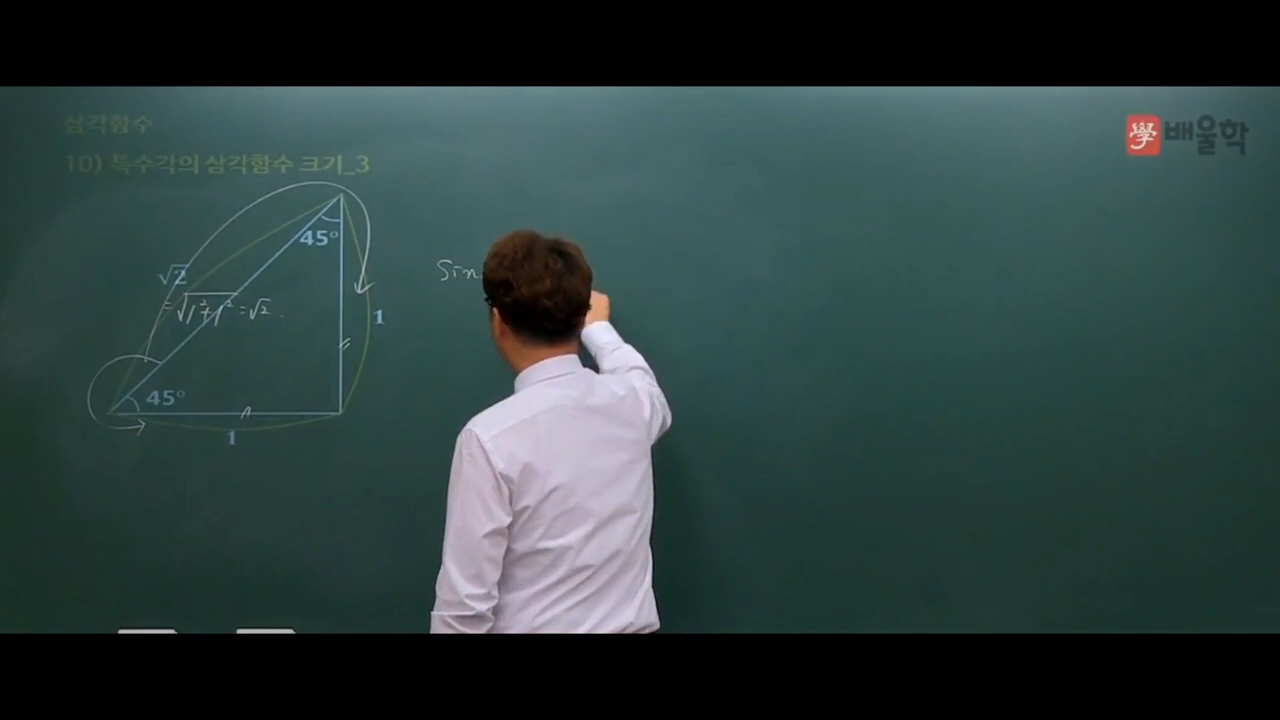 삼각함수
學 배울학
10) 특수각의 삼각함수 크기_3
45°
√2
= √1²+1² = √2 .
sin
1
45°
1